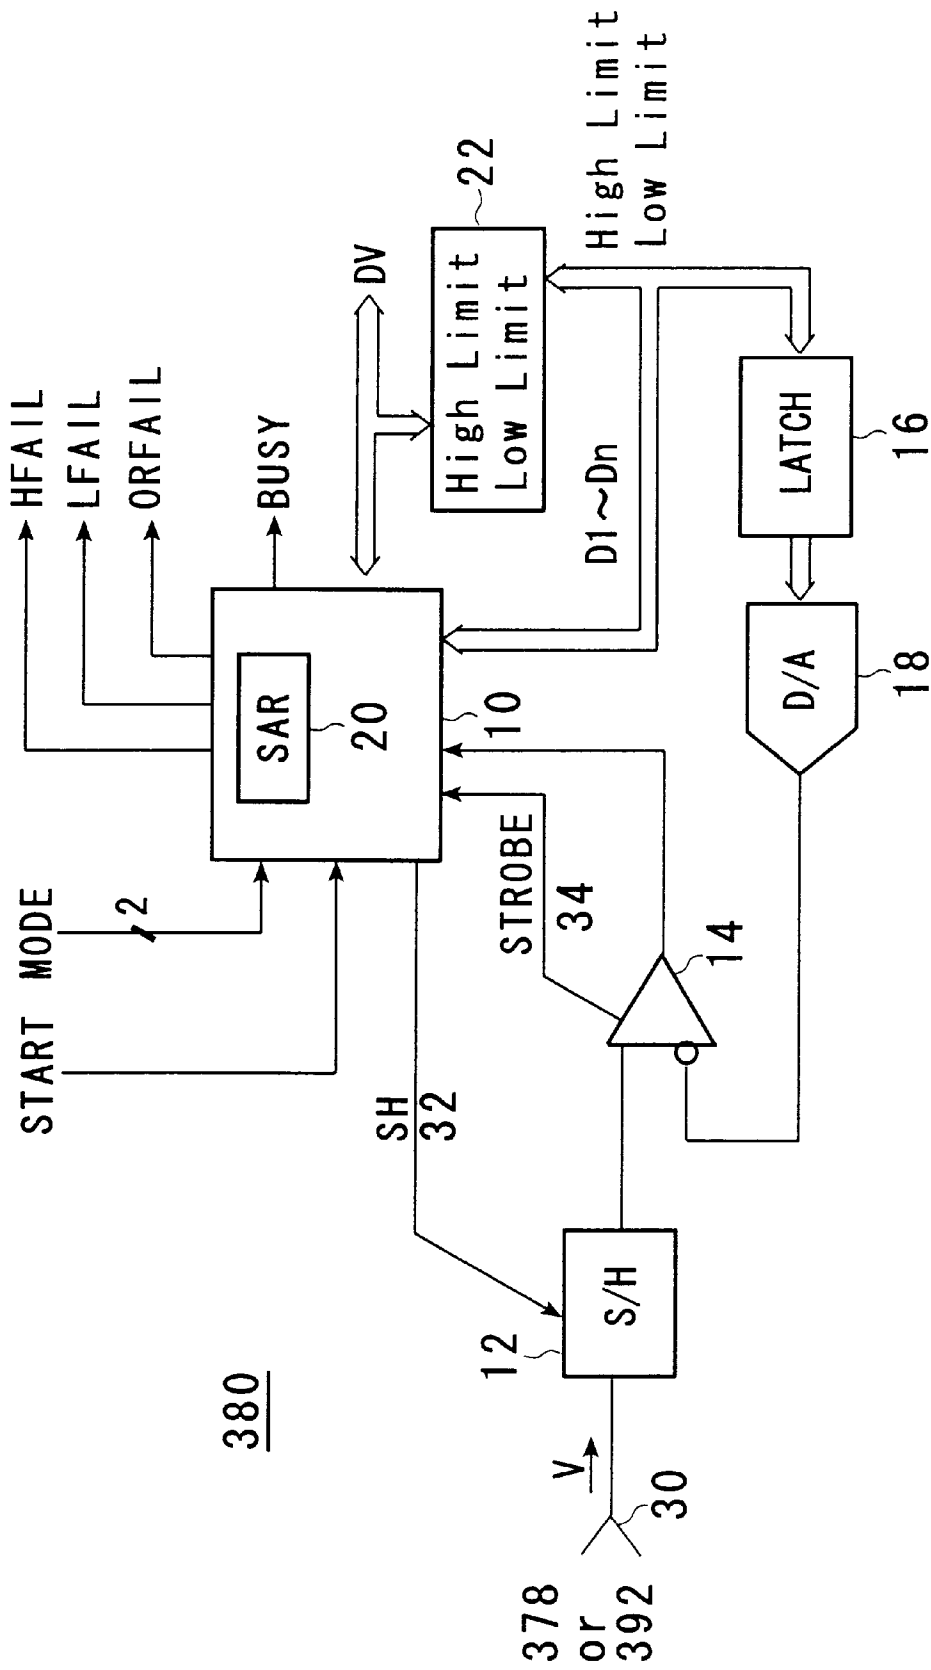 380
START
MODE
2
HFAIL
LFAIL
ORFAIL
BUSY
SAR
20
10
DV
High Limit
Low Limit
22
High Limit
Low Limit
D1~Dn
SH
32
STROBE
34
378
or
392
V
30
12
S/H
14
D/A
18
LATCH
16